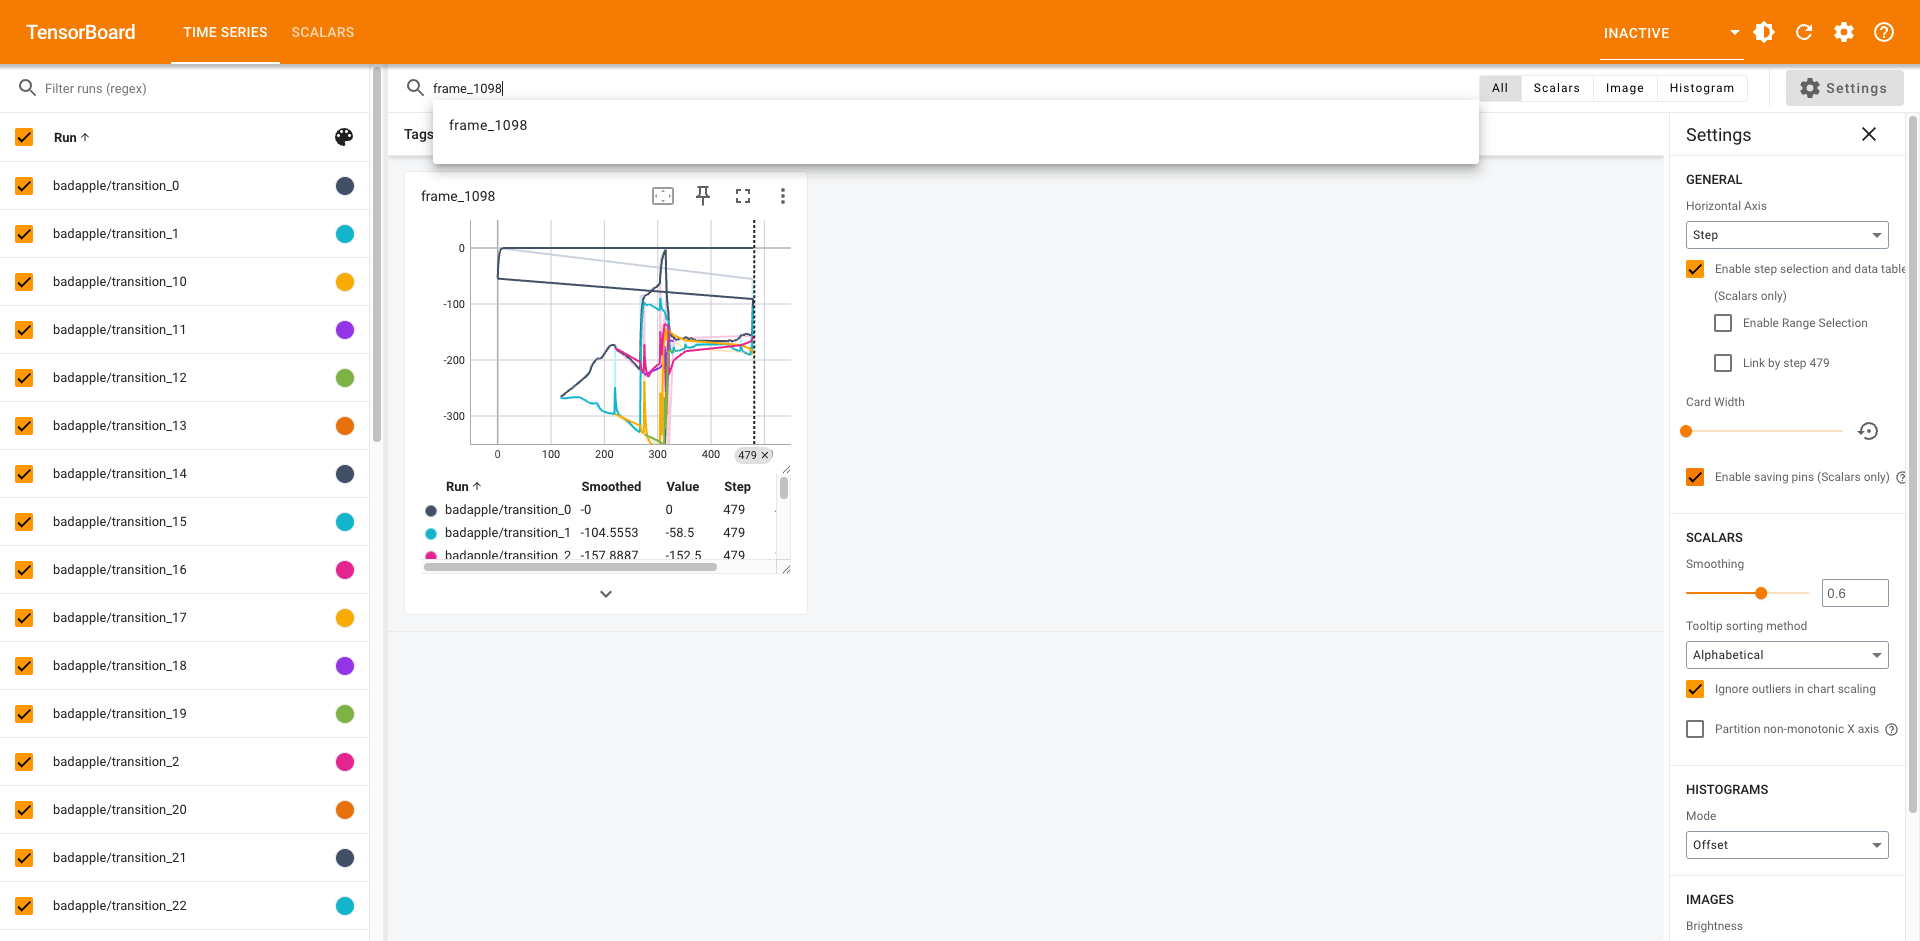 TensorBoard
TIME SERIES
SCALARS
INACTIVE
Filter runs (regex)
frame_1098
All
Scalars
Image
Histogram
Settings
frame_1098
Run
Tags
badapple/transition_0
badapple/transition_1
badapple/transition_10
badapple/transition_11
badapple/transition_12
badapple/transition_13
badapple/transition_14
badapple/transition_15
badapple/transition_16
badapple/transition_17
badapple/transition_18
badapple/transition_19
badapple/transition_2
badapple/transition_20
badapple/transition_21
badapple/transition_22
frame_1098
0
-100
-200
-300
0 100 200 300 400 479
Run Smoothed Value Step
badapple/transition_0 -0 0 479
badapple/transition_1 -104.5553 -58.5 479
badapple/transition_2 -157.8887 -152.5 479
Settings
GENERAL
Horizontal Axis
Step
Enable step selection and data table
(Scalars only)
Enable Range Selection
Link by step 479
Card Width
Enable saving pins (Scalars only)
SCALARS
Smoothing
0.6
Tooltip sorting method
Alphabetical
Ignore outliers in chart scaling
Partition non-monotonic X axis
HISTOGRAMS
Mode
Offset
IMAGES
Brightness